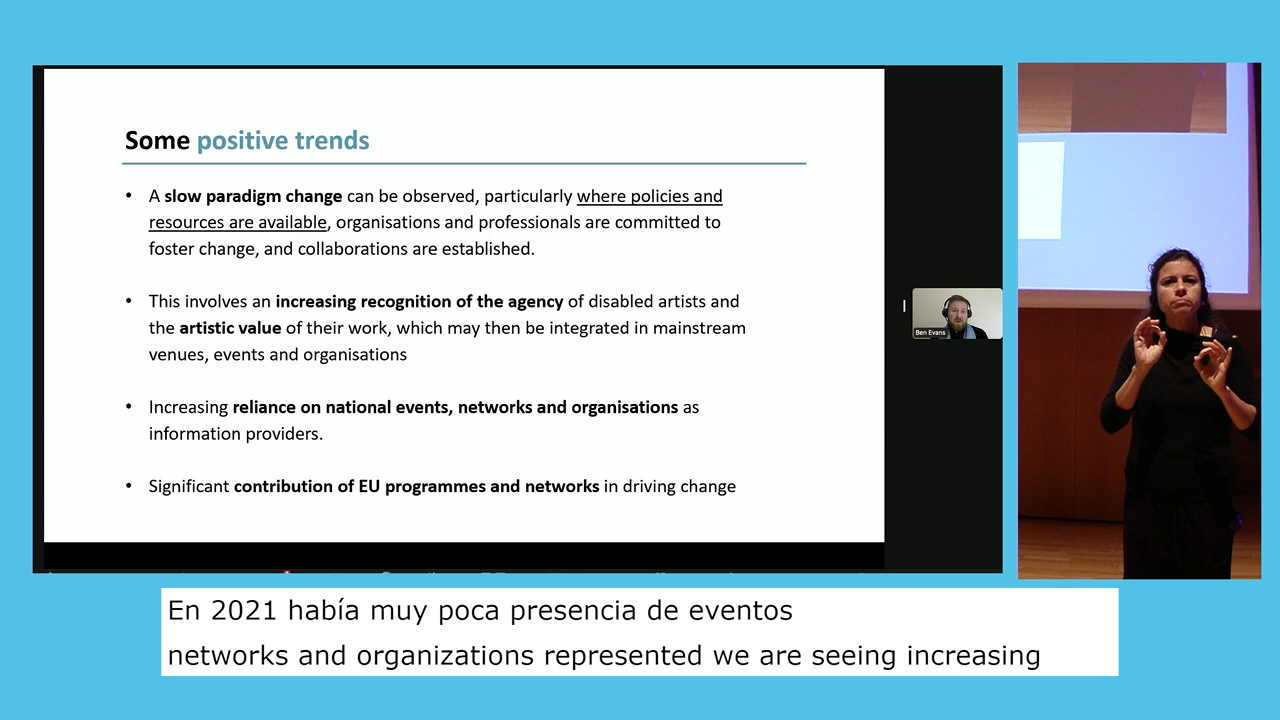 Some positive trends
• A slow paradigm change can be observed, particularly where policies and
resources are available, organisations and professionals are committed to
foster change, and collaborations are established.
• This involves an increasing recognition of the agency of disabled artists and
the artistic value of their work, which may then be integrated in mainstream
venues, events and organisations
• Increasing reliance on national events, networks and organisations as
information providers.
• Significant contribution of EU programmes and networks in driving change
Ben Evans
En 2021 había muy poca presencia de eventos
networks and organizations represented we are seeing increasing